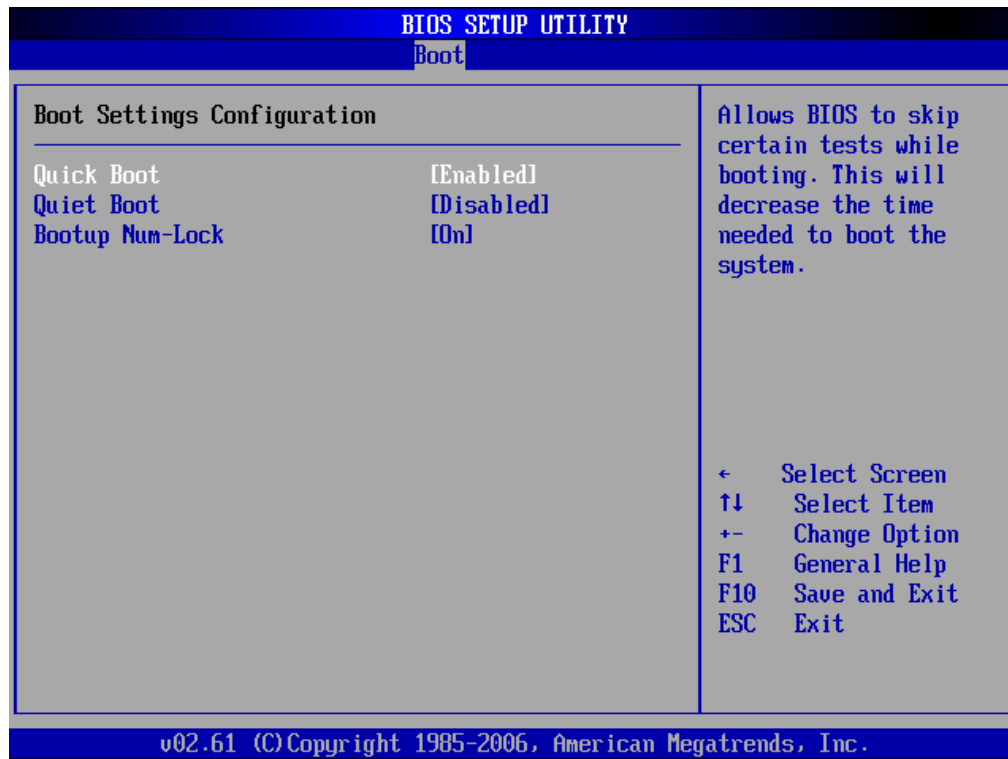 BIOS SETUP UTILITY
Boot
Boot Settings Configuration
Quick Boot [Enabled]
Quiet Boot [Disabled]
Bootup Num-Lock [On]
Allows BIOS to skip
certain tests while
booting. This will
decrease the time
needed to boot the
system.
← Select Screen
↑↓ Select Item
+- Change Option
F1 General Help
F10 Save and Exit
ESC Exit
v02.61 (C)Copyright 1985-2006, American Megatrends, Inc.